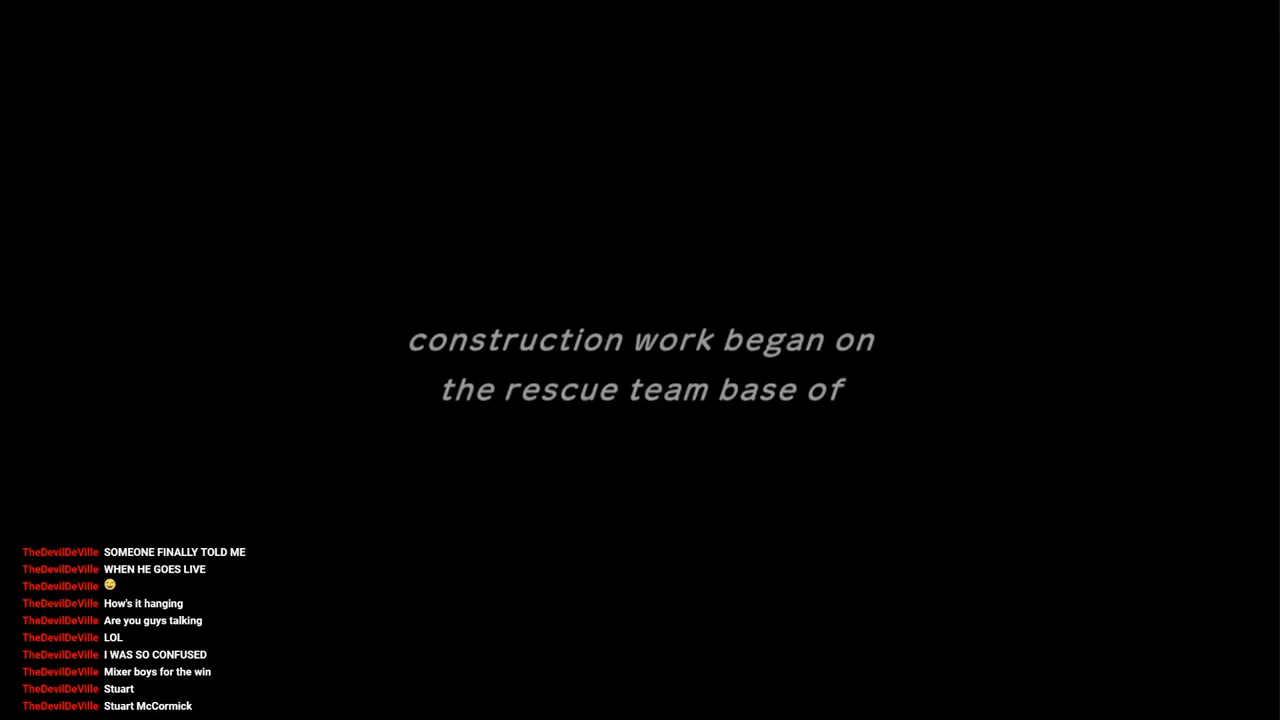 construction work began on
the rescue team base of
TheDevilDeVille SOMEONE FINALLY TOLD ME
TheDevilDeVille WHEN HE GOES LIVE
TheDevilDeVille 😅
TheDevilDeVille How's it hanging
TheDevilDeVille Are you guys talking
TheDevilDeVille LOL
TheDevilDeVille I WAS SO CONFUSED
TheDevilDeVille Mixer boys for the win
TheDevilDeVille Stuart
TheDevilDeVille Stuart McCormick